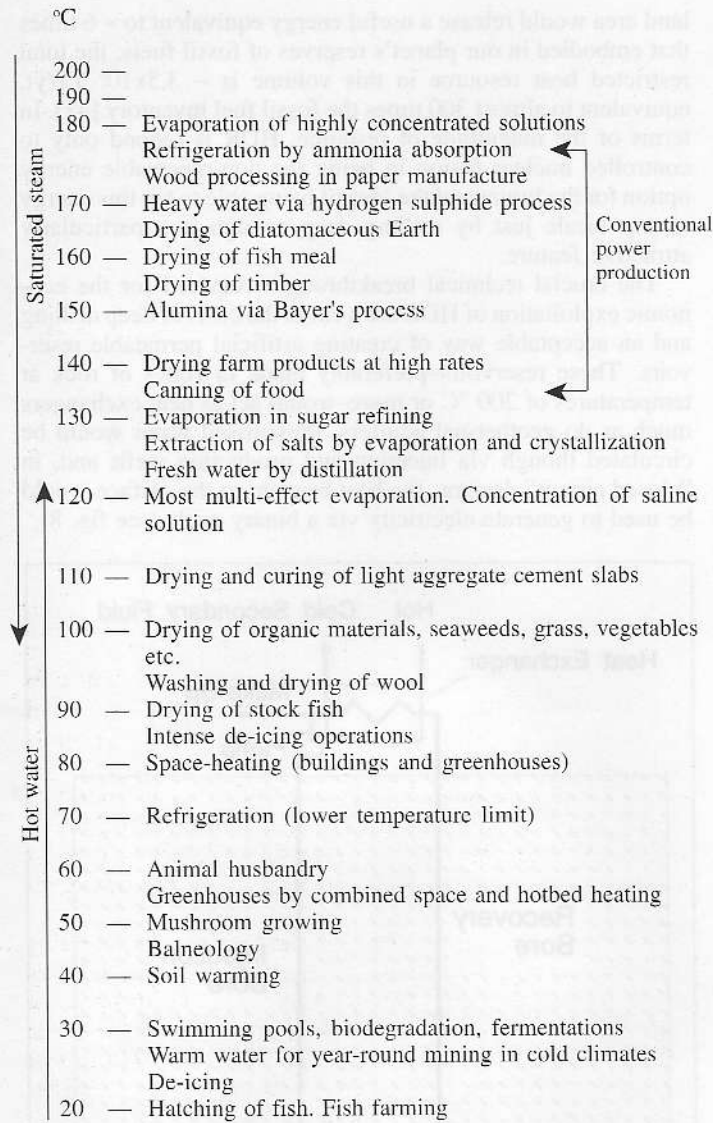 °C
200 —
190 —
180 — Evaporation of highly concentrated solutions
Refrigeration by ammonia absorption
Wood processing in paper manufacture
170 — Heavy water via hydrogen sulphide process
Drying of diatomaceous Earth
160 — Drying of fish meal
Drying of timber
150 — Alumina via Bayer's process
140 — Drying farm products at high rates
Canning of food
130 — Evaporation in sugar refining
Extraction of salts by evaporation and crystallization
Fresh water by distillation
120 — Most multi-effect evaporation. Concentration of saline
solution
110 — Drying and curing of light aggregate cement slabs
100 — Drying of organic materials, seaweeds, grass, vegetables
etc.
Washing and drying of wool
90 — Drying of stock fish
Intense de-icing operations
80 — Space-heating (buildings and greenhouses)
70 — Refrigeration (lower temperature limit)
60 — Animal husbandry
Greenhouses by combined space and hotbed heating
50 — Mushroom growing
Balneology
40 — Soil warming
30 — Swimming pools, biodegradation, fermentations
Warm water for year-round mining in cold climates
De-icing
20 — Hatching of fish. Fish farming
Saturated steam
Hot water
Conventional
power
production